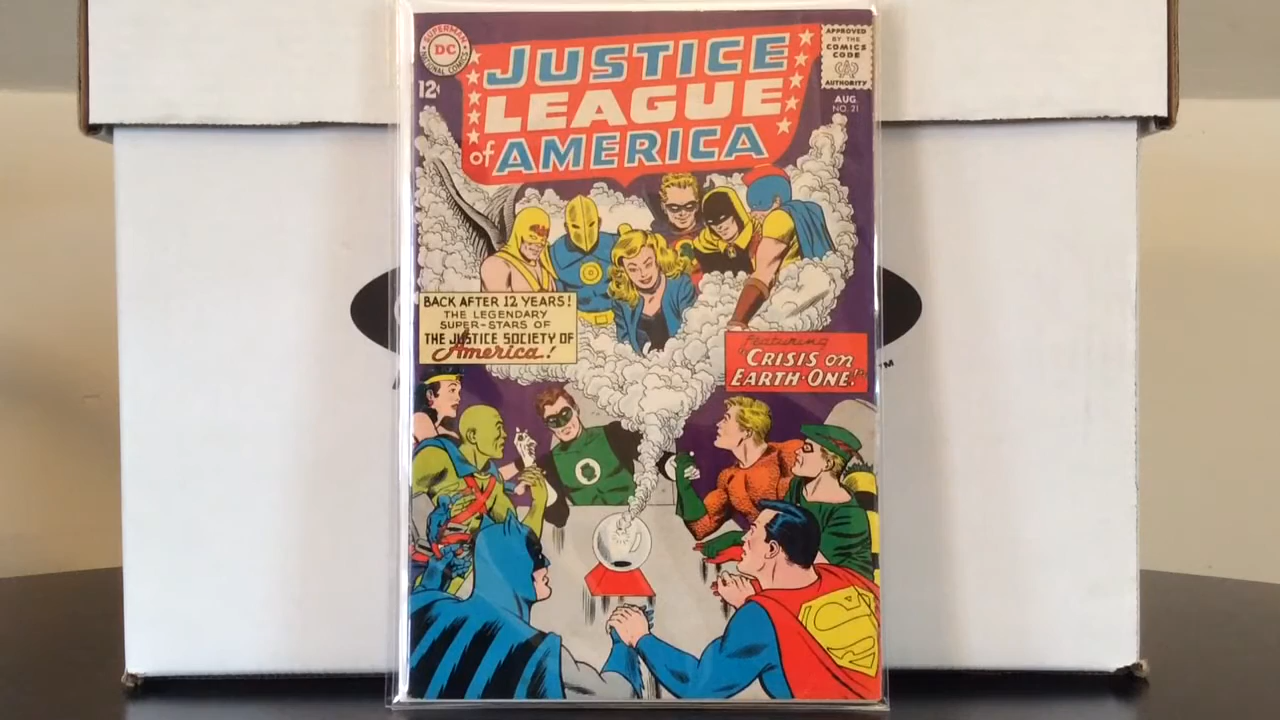 SUPERMAN
DC
NATIONAL COMICS
12¢
JUSTICE
LEAGUE
of AMERICA
APPROVED
BY THE
COMICS
CODE
AUTHORITY
AUG.
NO. 21
BACK AFTER 12 YEARS!
THE LEGENDARY
SUPER-STARS OF
THE JUSTICE SOCIETY OF
America!
Featuring
"CRISIS ON
EARTH-ONE!"
TM
S